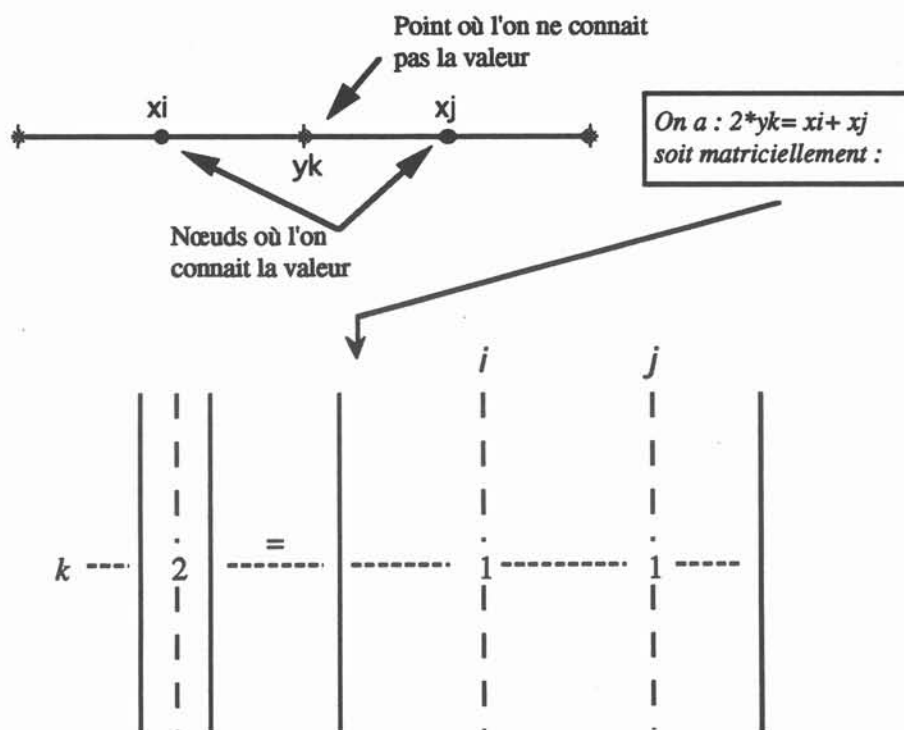 Point où l'on ne connait
pas la valeur
xi
xj
yk
On a : 2*yk= xi+ xj
soit matriciellement :
Nœuds où l'on
connait la valeur
i
j
=
k
2
1
1